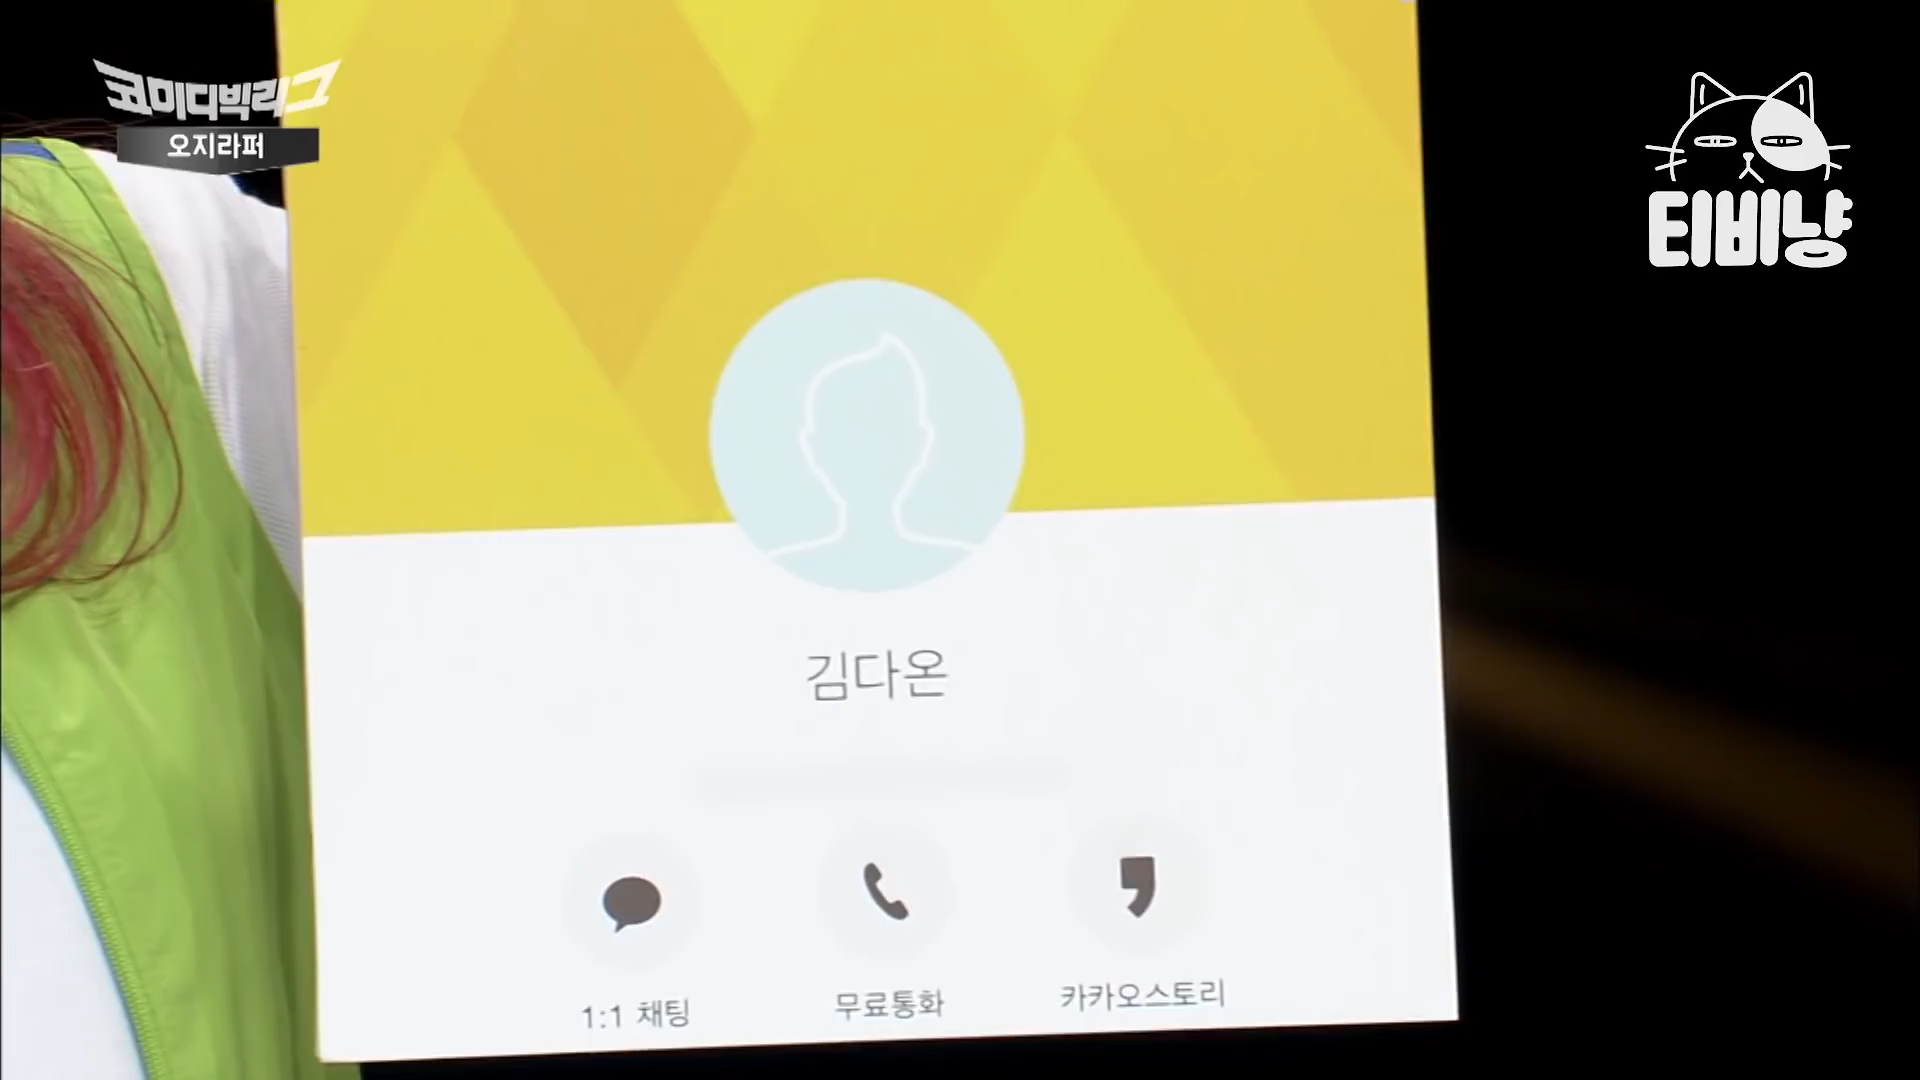 코미디빅리그
오지라퍼
티비냥
김다온
1:1 채팅
무료통화
카카오스토리